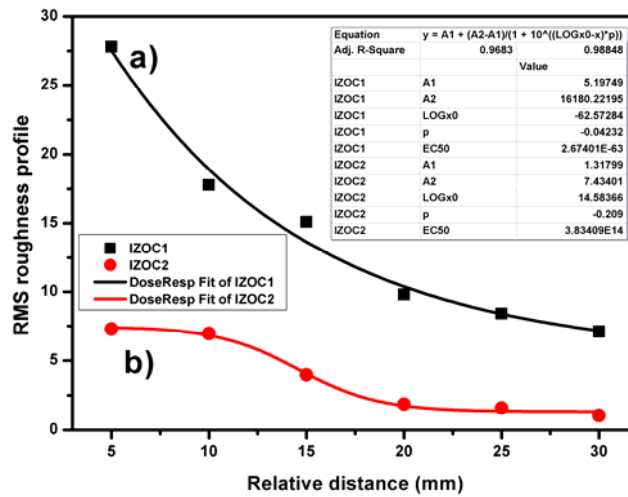 a)
Equation y = A1 + (A2-A1)/(1 + 10^((LOGx0-x)*p))
Adj. R-Square 0.9683 0.98848
Value
IZOC1 A1 5.19749
IZOC1 A2 16180.22195
IZOC1 LOGx0 -62.57284
IZOC1 p -0.04232
IZOC1 EC50 2.67401E-63
IZOC2 A1 1.31799
IZOC2 A2 7.43401
IZOC2 LOGx0 14.58366
IZOC2 p -0.209
IZOC2 EC50 3.83409E14
IZOC1
IZOC2
DoseResp Fit of IZOC1
DoseResp Fit of IZOC2
b)
RMS roughness profile
30
25
20
15
10
5
0
5 10 15 20 25 30
Relative distance (mm)